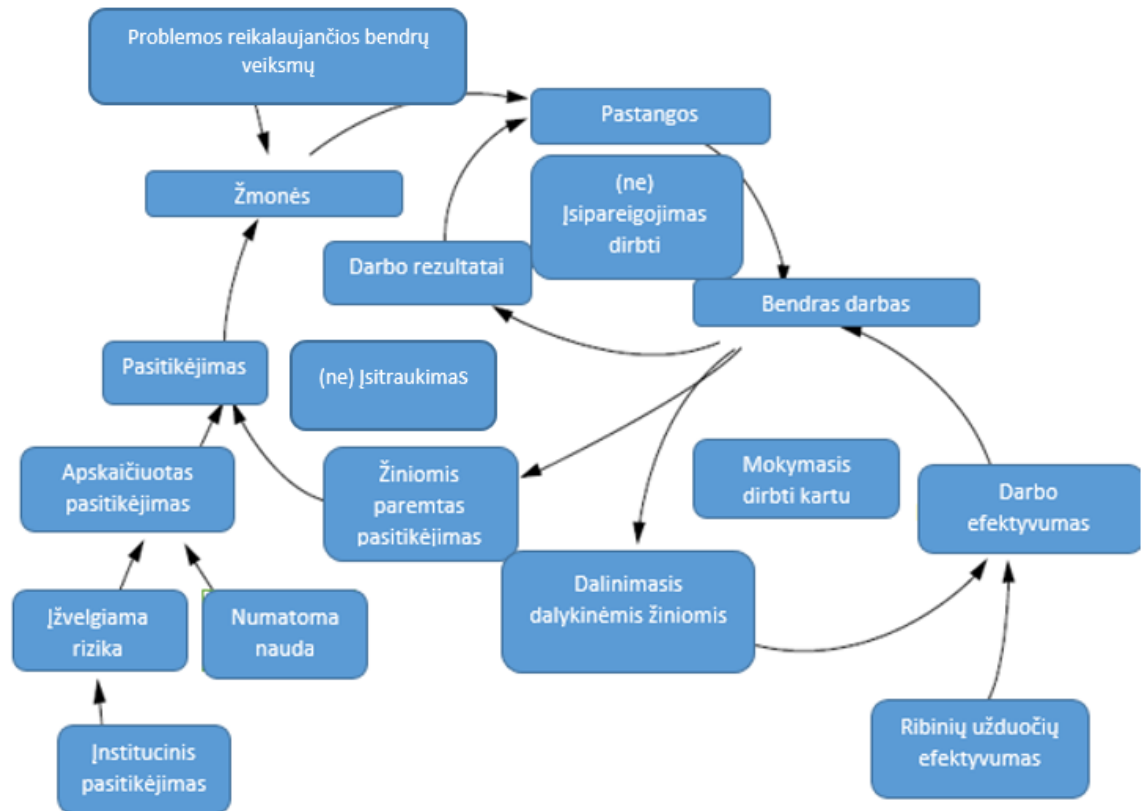 Problemos reikalaujančios bendrų
veiksmų
Pastangos
Žmonės
(ne)
Įsipareigojimas
dirbti
Darbo rezultatai
Bendras darbas
Pasitikėjimas
(ne) Įsitraukimas
Apskaičiuotas
pasitikėjimas
Žiniomis
paremtas
pasitikėjimas
Mokymasis
dirbti kartu
Darbo
efektyvumas
Dalinimasis
dalykinėmis žiniomis
Įžvelgiama
rizika
Numatoma
nauda
Įnstitucinis
pasitikėjimas
Ribinių užduočių
efektyvumas